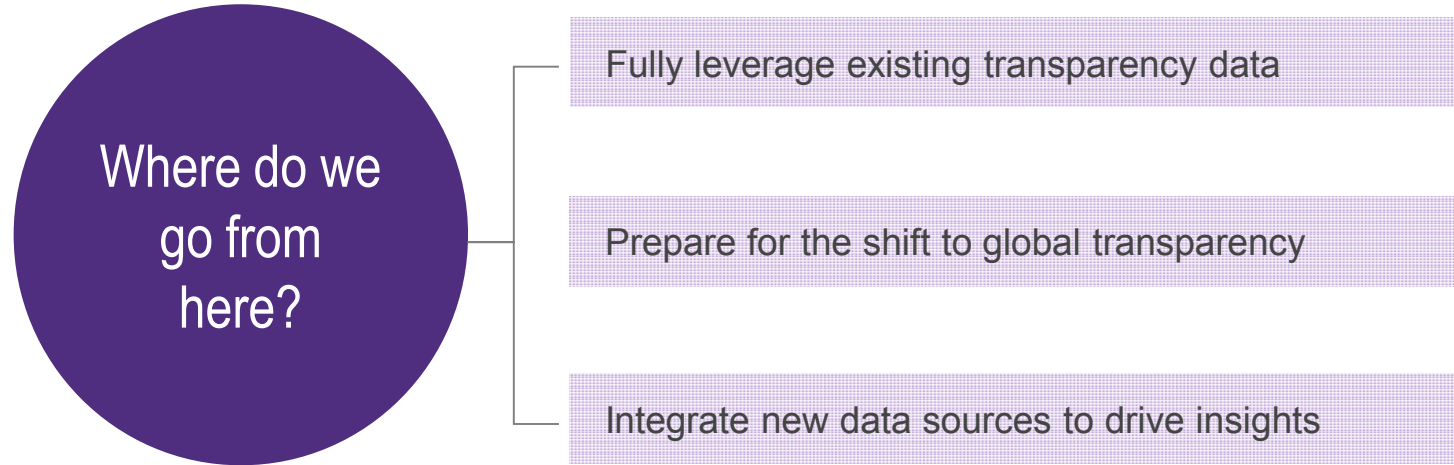 Where do we
go from
here?
Fully leverage existing transparency data
Prepare for the shift to global transparency
Integrate new data sources to drive insights